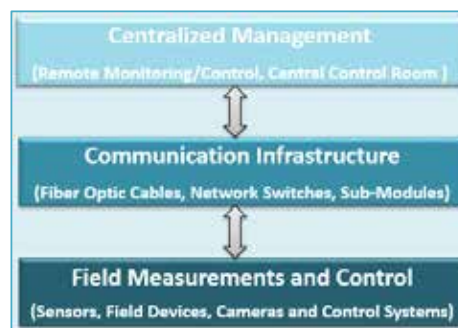 Centralized Management
(Remote Monitoring/Control, Central Control Room )
Communication Infrastructure
(Fiber Optic Cables, Network Switches, Sub-Modules)
Field Measurements and Control
(Sensors, Field Devices, Cameras and Control Systems)